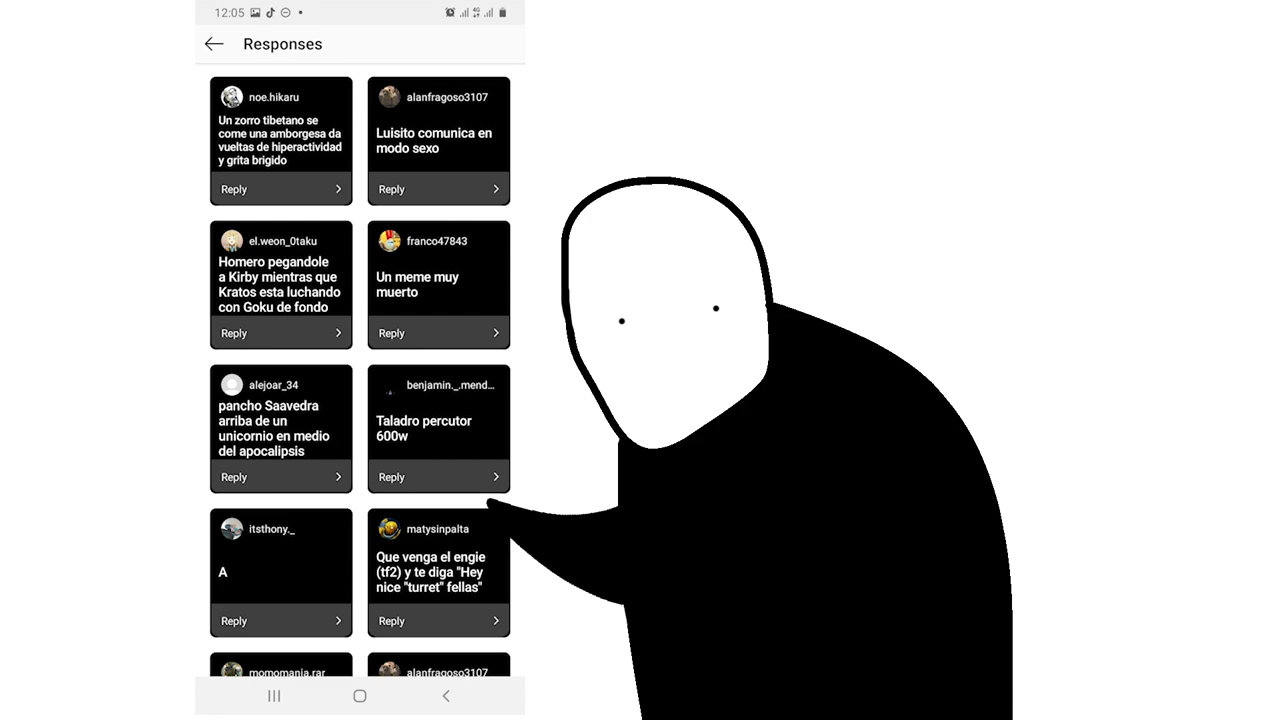 12:05
Responses
noe.hikaru
Un zorro tibetano se
come una amborgesa da
vueltas de hiperactividad
y grita brigido
Reply
alanfragoso3107
Luisito comunica en
modo sexo
Reply
el.weon_0taku
Homero pegandole
a Kirby mientras que
Kratos esta luchando
con Goku de fondo
Reply
franco47843
Un meme muy
muerto
Reply
alejoar_34
pancho Saavedra
arriba de un
unicornio en medio
del apocalipsis
Reply
benjamin._.mend...
Taladro percutor
600w
Reply
itsthony._
A
Reply
matysinpalta
Que venga el engie
(tf2) y te diga "Hey
nice "turret" fellas"
Reply
momomania.rar
alanfragoso3107